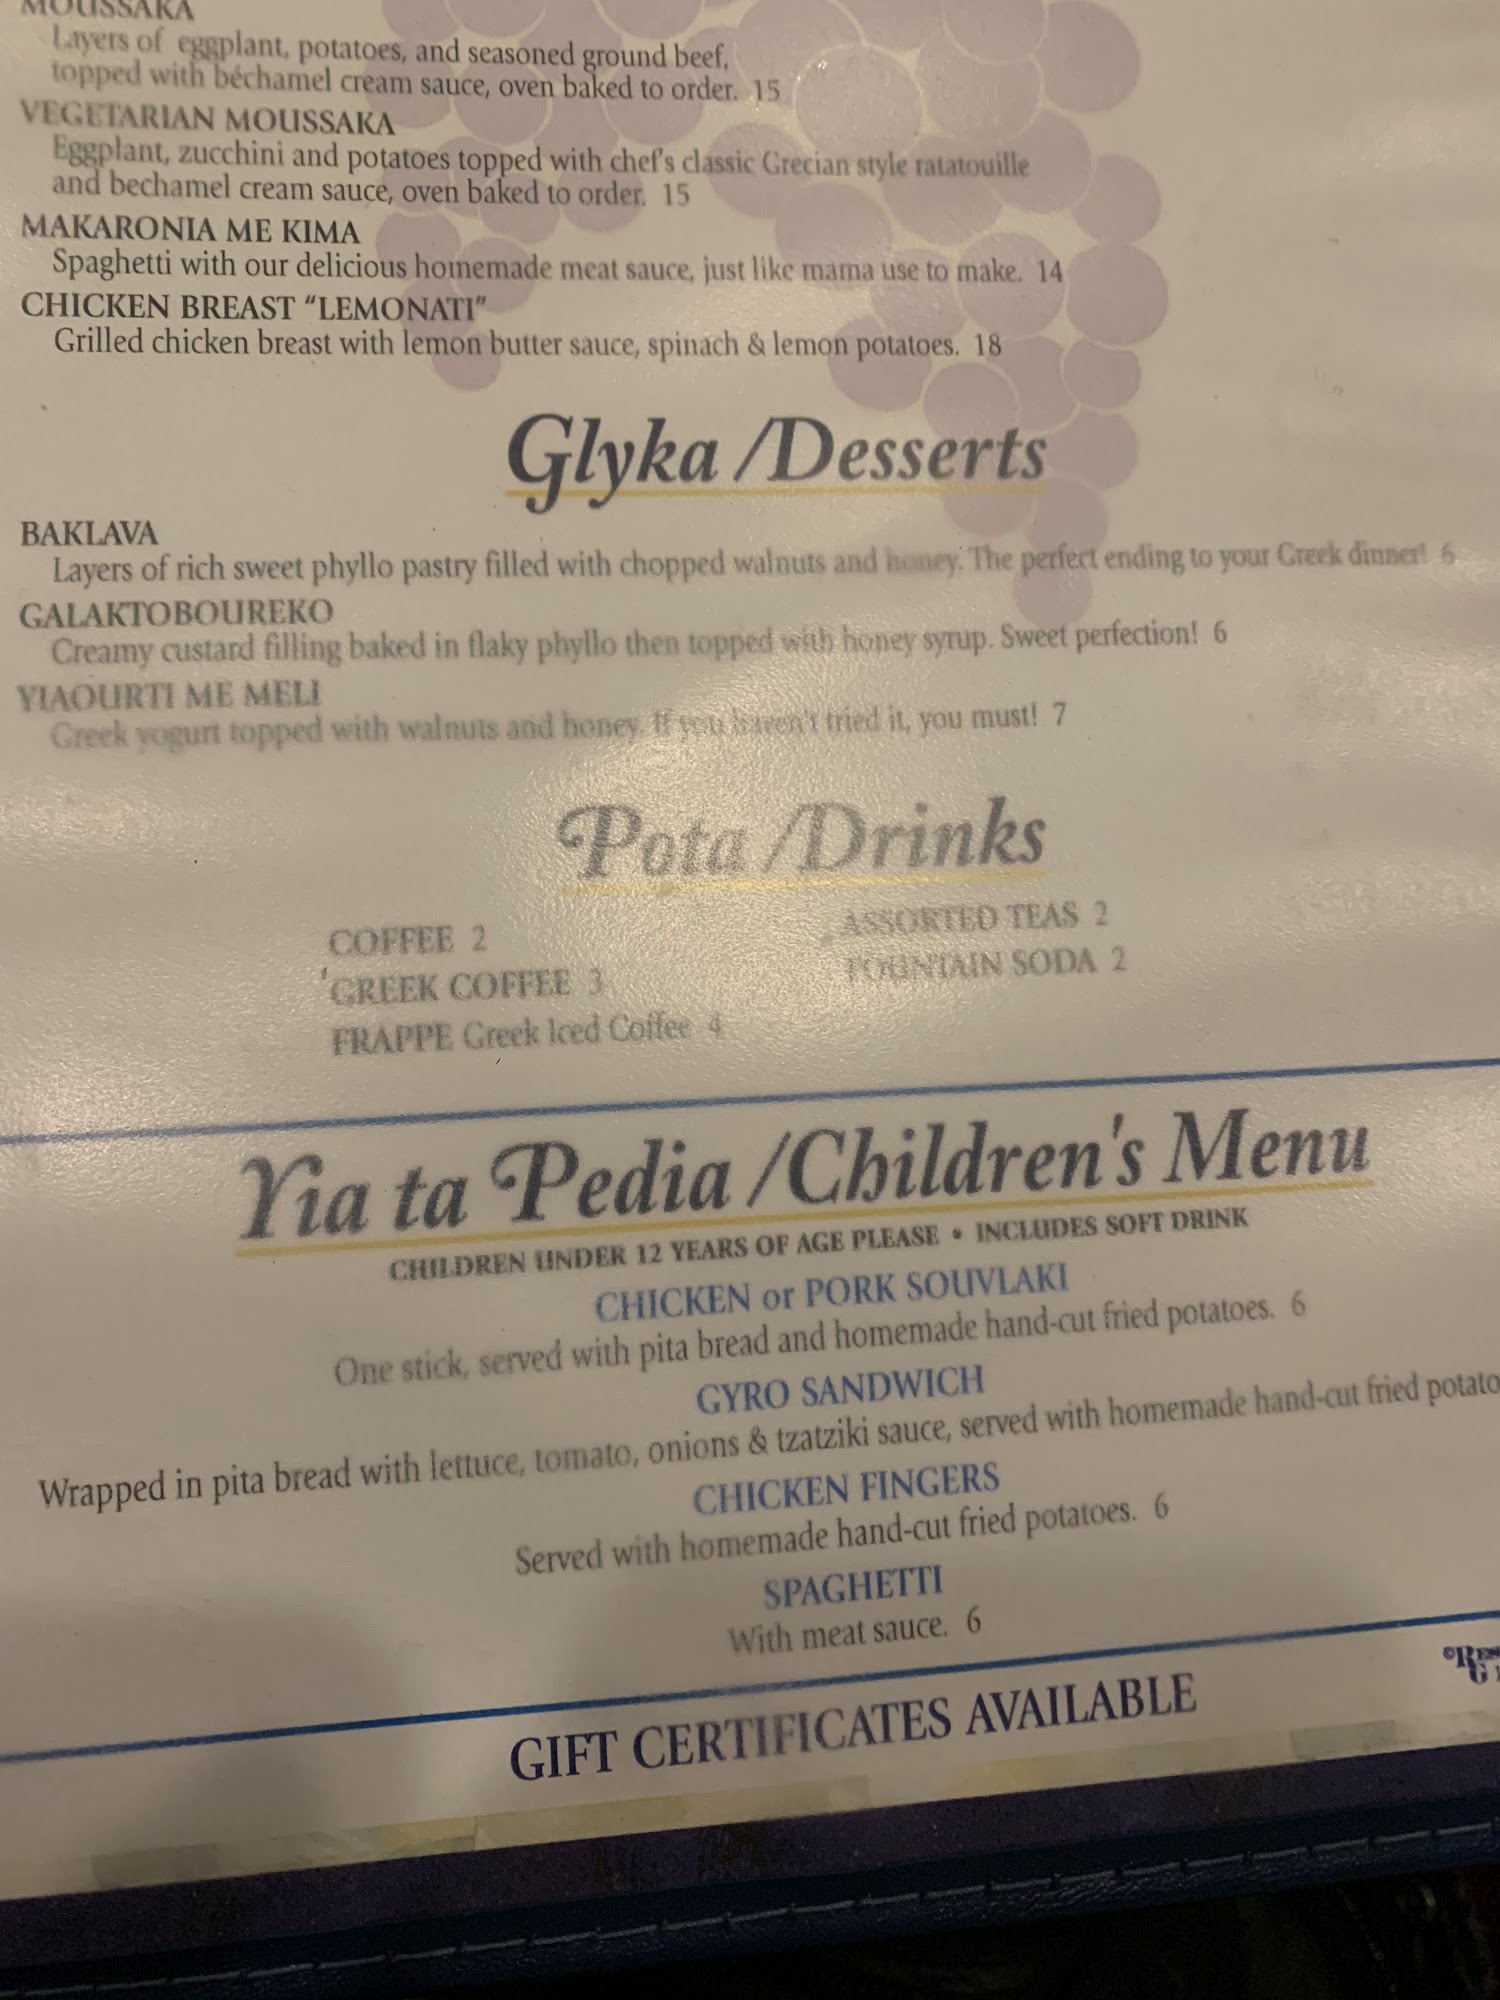 MOUSSAKA
Layers of eggplant, potatoes, and seasoned ground beef,
topped with béchamel cream sauce, oven baked to order. 15
VEGETARIAN MOUSSAKA
Eggplant, zucchini and potatoes topped with chef's classic Grecian style ratatouille
and bechamel cream sauce, oven baked to order. 15
MAKARONIA ME KIMA
Spaghetti with our delicious homemade meat sauce, just like mama use to make. 14
CHICKEN BREAST "LEMONATI"
Grilled chicken breast with lemon butter sauce, spinach & lemon potatoes. 18
Glyka / Desserts
BAKLAVA
Layers of rich sweet phyllo pastry filled with chopped walnuts and honey. The perfect ending to your Greek dinner! 6
GALAKTOBOUREKO
Creamy custard filling baked in flaky phyllo then topped with honey syrup. Sweet perfection! 6
YIAOURTI ME MELI
Greek yogurt topped with walnuts and honey. If you haven't tried it, you must! 7
Pota / Drinks
COFFEE 2
GREEK COFFEE 3
FRAPPE Greek Iced Coffee 4
ASSORTED TEAS 2
FOUNTAIN SODA 2
Yia ta Pedia / Children's Menu
CHILDREN UNDER 12 YEARS OF AGE PLEASE • INCLUDES SOFT DRINK
CHICKEN or PORK SOUVLAKI
One stick, served with pita bread and homemade hand-cut fried potatoes. 6
GYRO SANDWICH
Wrapped in pita bread with lettuce, tomato, onions & tzatziki sauce, served with homemade hand-cut fried potato
CHICKEN FINGERS
Served with homemade hand-cut fried potatoes. 6
SPAGHETTI
With meat sauce. 6
GIFT CERTIFICATES AVAILABLE